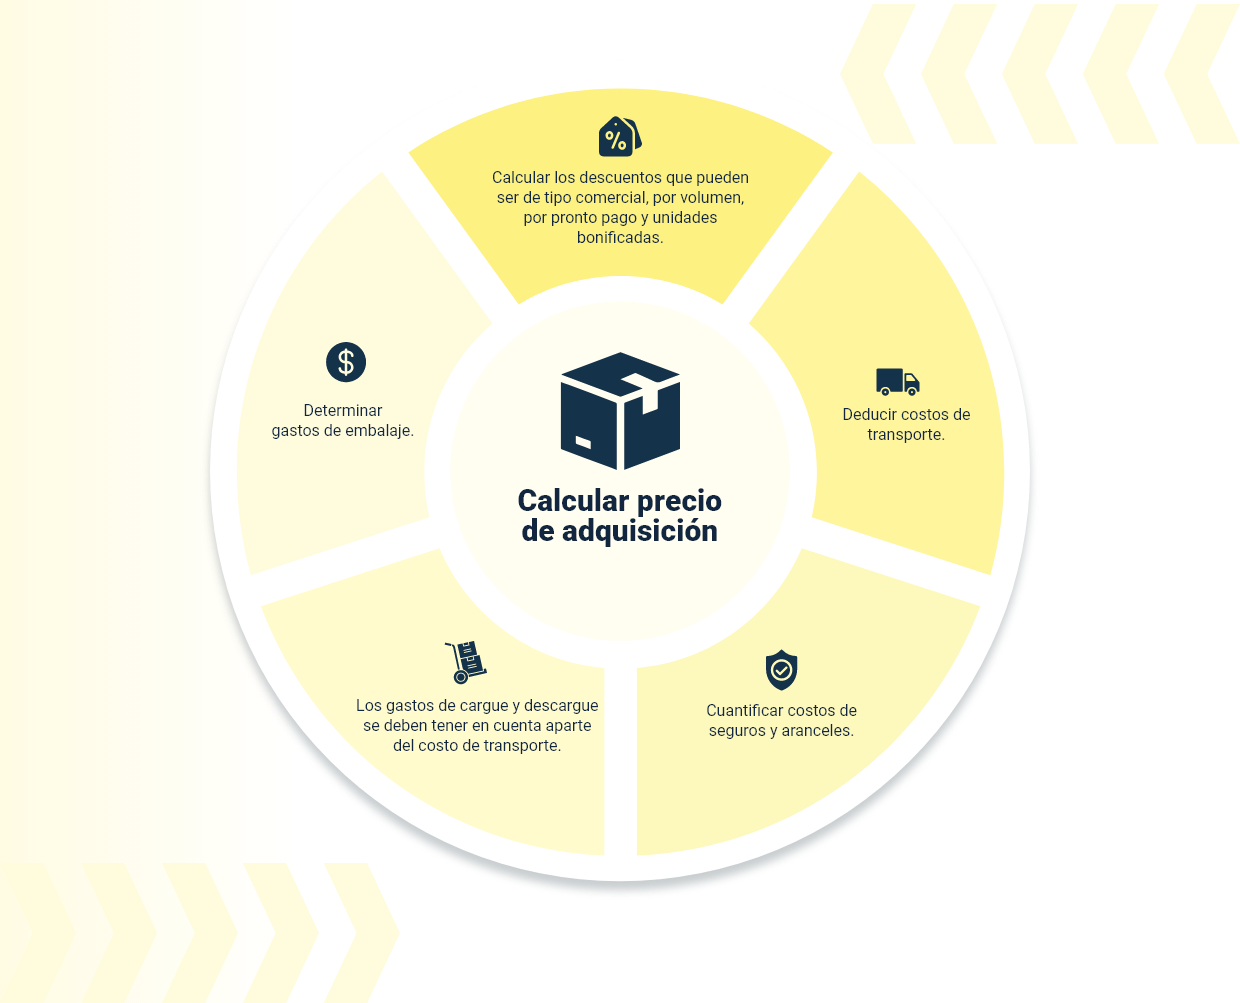 %
Calcular los descuentos que pueden
ser de tipo comercial, por volumen,
por pronto pago y unidades
bonificadas.
Deducir costos de
transporte.
Cuantificar costos de
seguros y aranceles.
Los gastos de cargue y descargue
se deben tener en cuenta aparte
del costo de transporte.
$
Determinar
gastos de embalaje.
Calcular precio
de adquisición